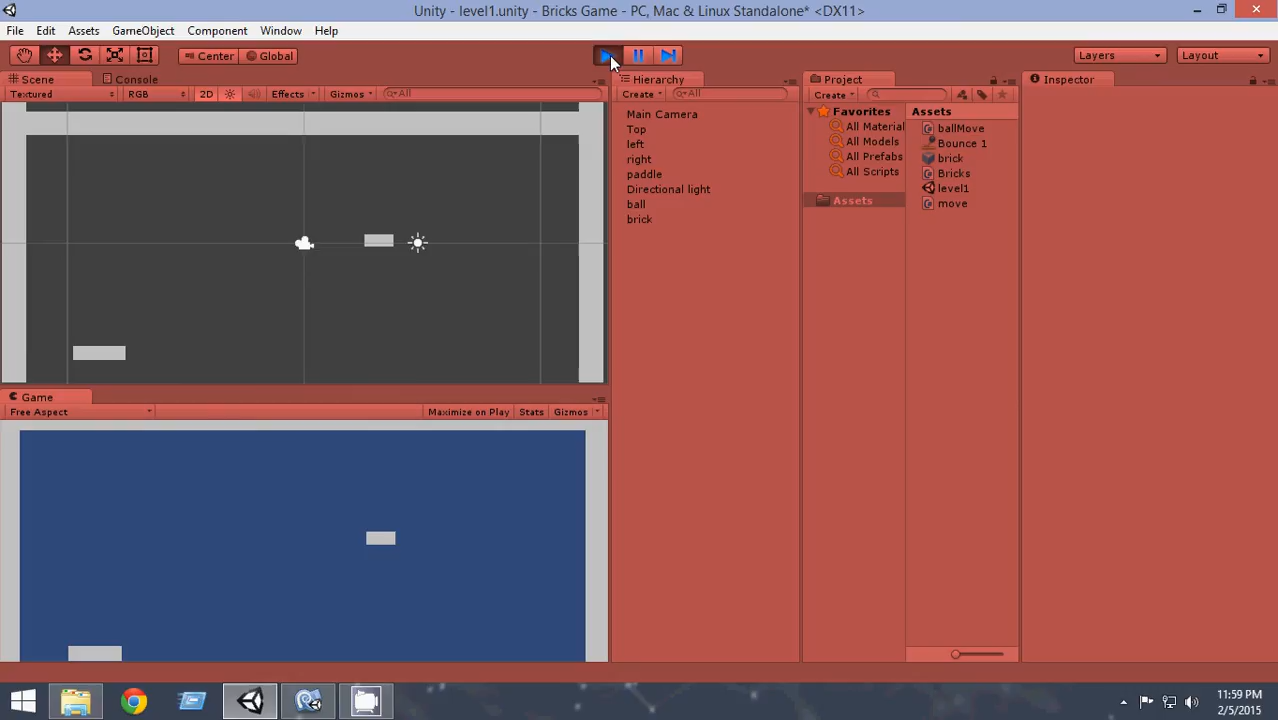 Unity - level1.unity - Bricks Game - PC, Mac & Linux Standalone* <DX11>
File Edit Assets GameObject Component Window Help
Center Global Layers Layout
Scene Console Hierarchy Project Inspector
Textured RGB 2D Effects Gizmos All Create All Create
Main Camera
Top
left
right
paddle
Directional light
ball
brick
Favorites
All Material
All Models
All Prefabs
All Scripts
Assets
Assets
ballMove
Bounce 1
brick
Bricks
level1
move
Game
Free Aspect Maximize on Play Stats Gizmos
11:59 PM
2/5/2015